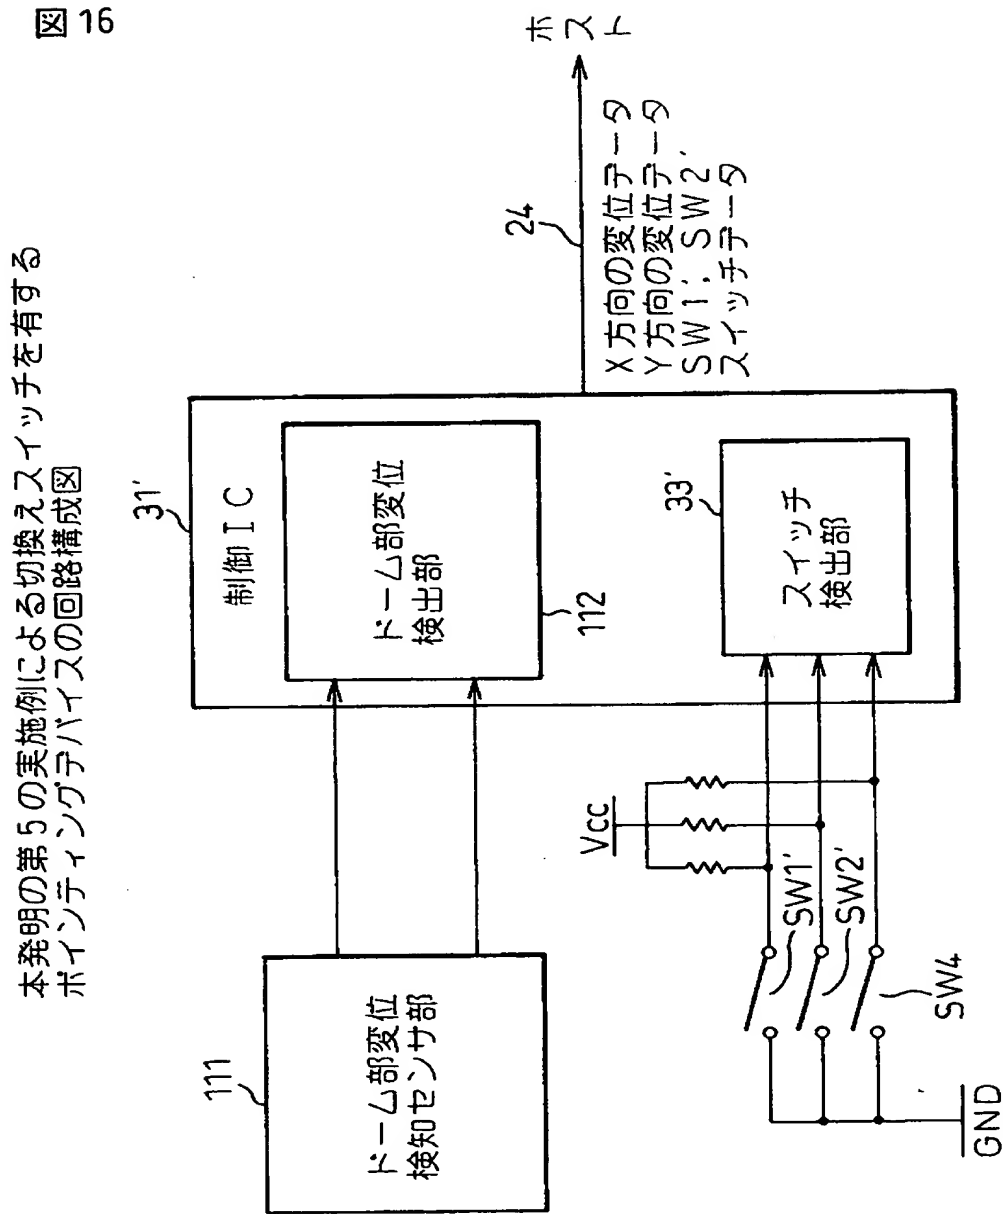 図16
本発明の第5の実施例による切換えスイッチを有する
ポインティングデバイスの回路構成図
111
ドーム部変位
検知センサ部
31'
制御IC
ドーム部変位
検出部
112
33'
スイッチ
検出部
Vcc
SW1'
SW2'
SW4
GND
24
ホスト
X方向の変位データ
Y方向の変位データ
SW1', SW2'
スイッチデータ